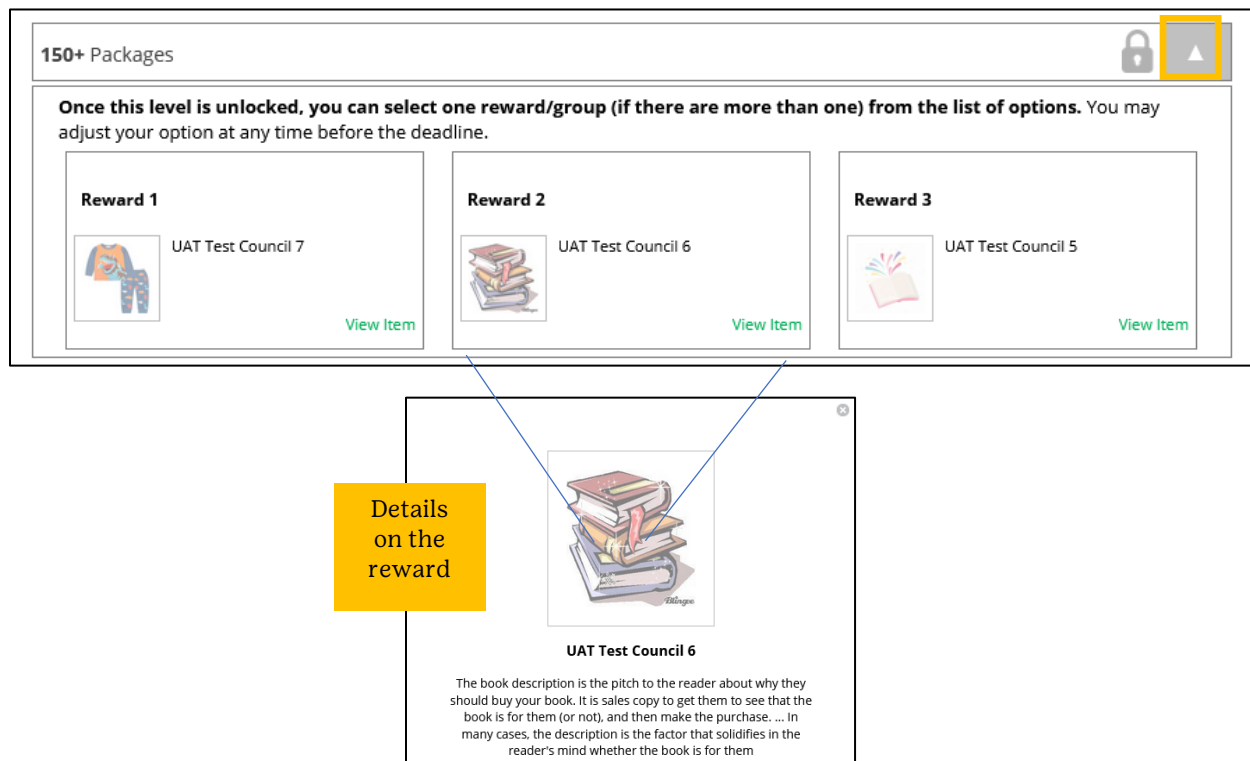 150+ Packages
Once this level is unlocked, you can select one reward/group (if there are more than one) from the list of options. You may
adjust your option at any time before the deadline.
Reward 1
UAT Test Council 7
View Item
Reward 2
UAT Test Council 6
View Item
Reward 3
UAT Test Council 5
View Item
Details
on the
reward
Blingee
UAT Test Council 6
The book description is the pitch to the reader about why they
should buy your book. It is sales copy to get them to see that the
book is for them (or not), and then make the purchase. ... In
many cases, the description is the factor that solidifies in the
reader's mind whether the book is for them